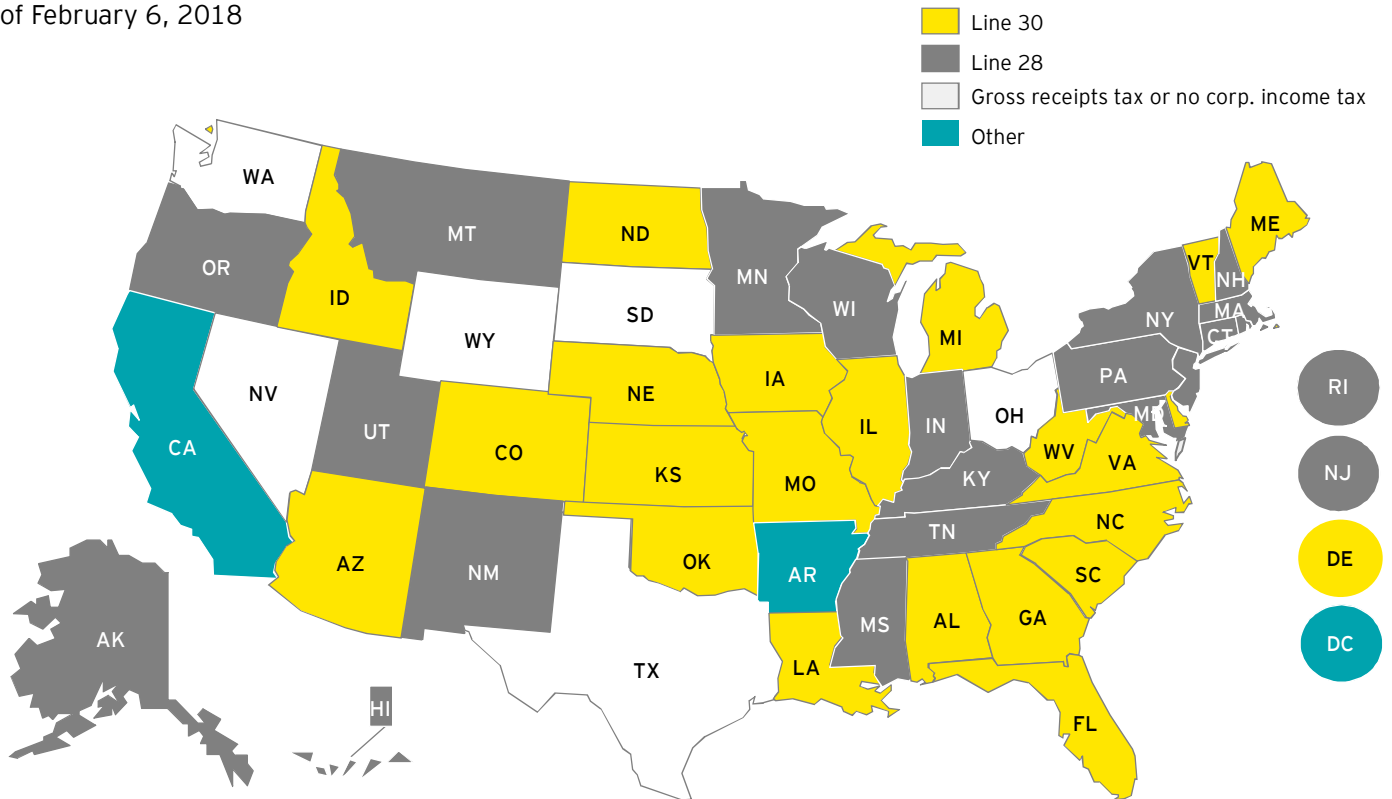 of February 6, 2018
Line 30
Line 28
Gross receipts tax or no corp. income tax
Other
WA
OR
MT
ID
ND
MN
SD
WY
WI
MI
VT
ME
NH
MA
NY
CT
CA
NV
UT
CO
NE
IA
IL
IN
OH
PA
MD
RI
KS
MO
KY
WV
VA
NJ
AZ
NM
OK
AR
TN
NC
DE
SC
AK
TX
LA
MS
AL
GA
DC
HI
FL